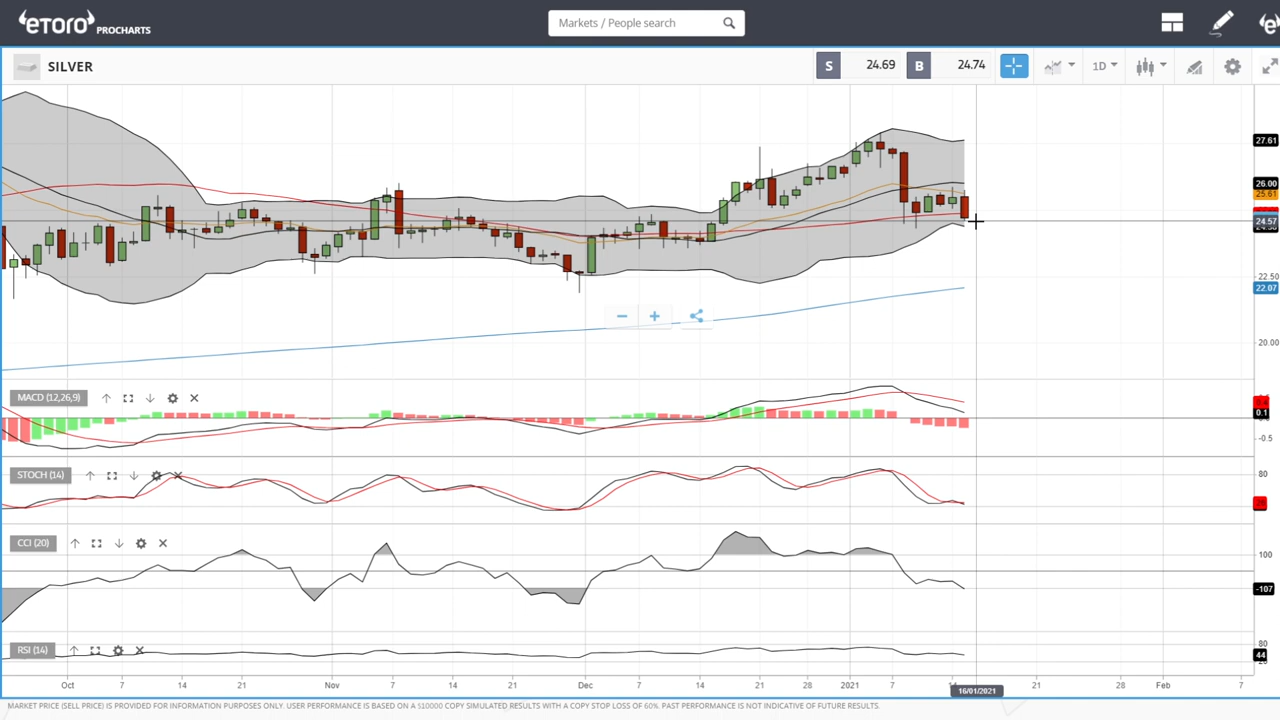 eToro PROCHARTS
Markets / People search
SILVER
S 24.69 B 24.74
1D
27.61
26.00
25.61
24.57
22.50
22.07
20.00
MACD (12,26,9)
0.1
-0.5
STOCH (14)
80
CCI (20)
100
-107
RSI (14)
80
44
20
Oct 7 14 21 Nov 7 14 21 Dec 7 14 21 28 2021 7 21 28 Feb 7
16/01/2021
MARKET PRICE (SELL PRICE) IS PROVIDED FOR INFORMATION PURPOSES ONLY. USER PERFORMANCE IS BASED ON A $10000 COPY SIMULATED RESULTS WITH A COPY STOP LOSS OF 60%. PAST PERFORMANCE IS NOT INDICATIVE OF FUTURE RESULTS.